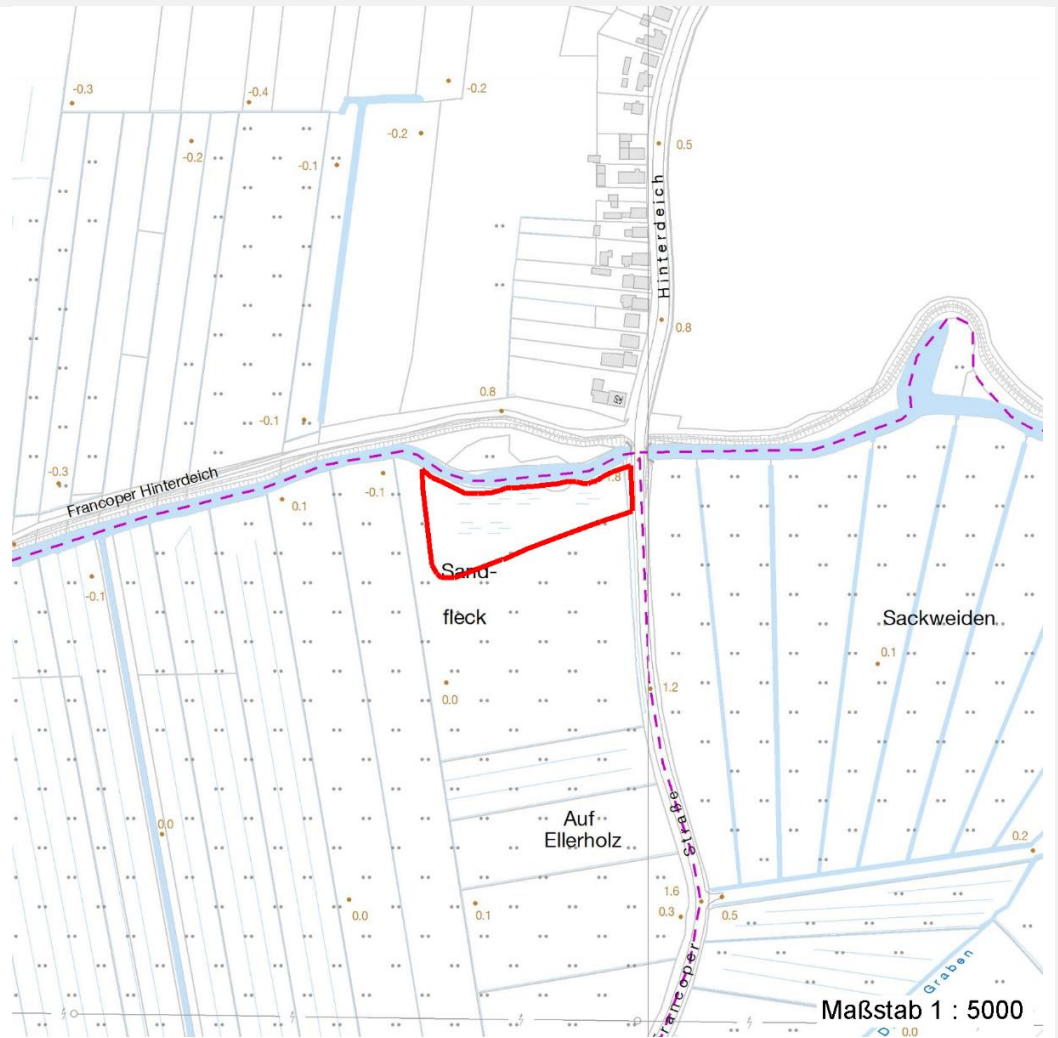 -0.3
-0.4
-0.2
-0.2
-0.2
-0.1
0.5
Hinterdeich
0.8
0.8
-0.1
-0.3
Francoper Hinterdeich
-0.1
0.1
1.8
-0.1
Sand-
fleck
Sackweiden
0.1
0.0
1.2
Auf
Ellerholz
Straße
0.0
0.2
1.6
0.3
0.5
0.0
0.1
Francoper
Graben
D
Maßstab 1 : 5000
0.0